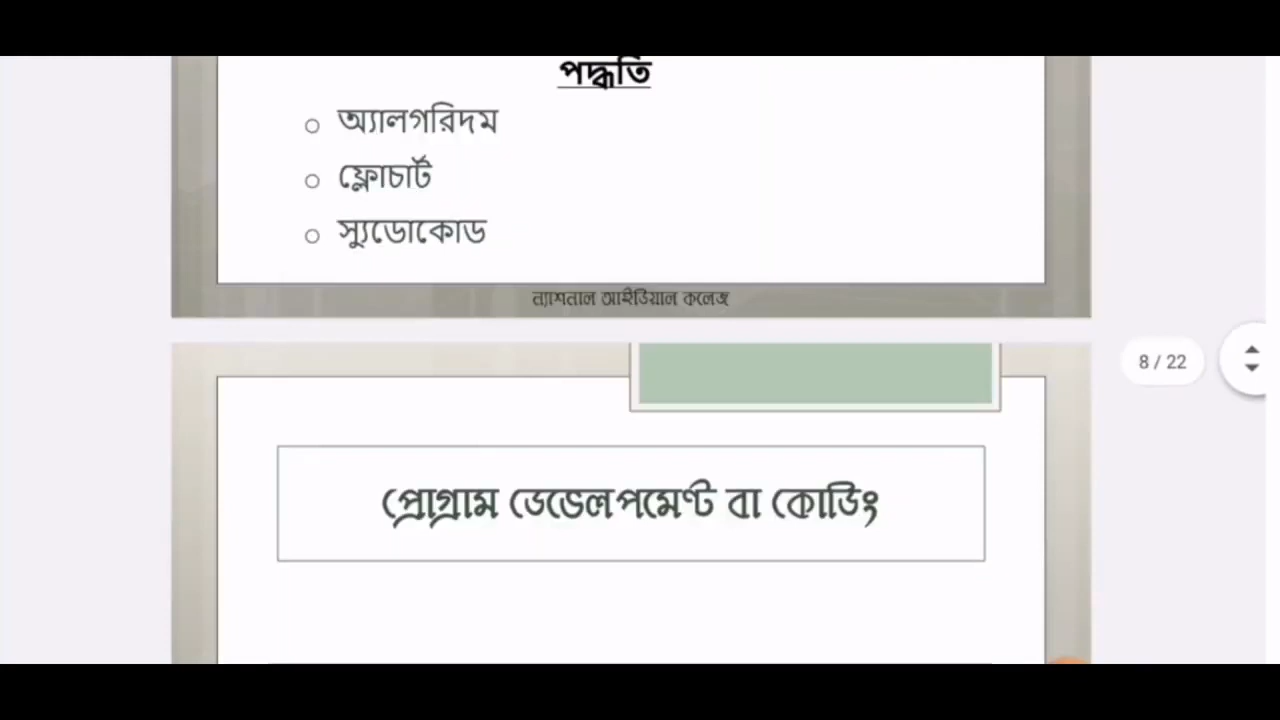 পদ্ধতি
অ্যালগরিদম
ফ্লোচার্ট
স্যুডোকোড
ন্যাশনাল আইডিয়াল কলেজ
8 / 22
প্রোগ্রাম ডেভেলপমেন্ট বা কোডিং